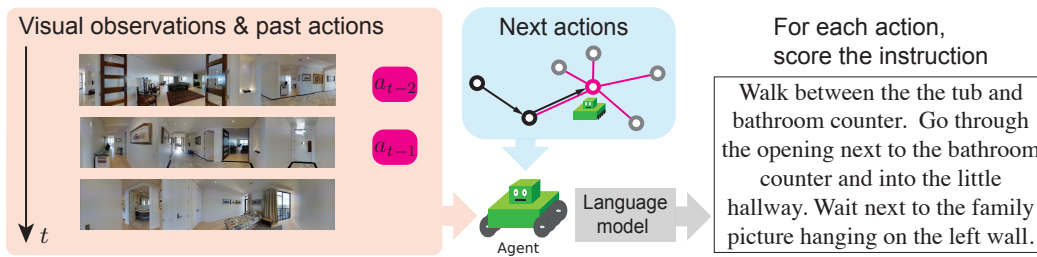 Visual observations & past actions
a_{t-2}
a_{t-1}
t
Next actions
Agent
Language
model
For each action,
score the instruction
Walk between the the tub and
bathroom counter. Go through
the opening next to the bathroom
counter and into the little
hallway. Wait next to the family
picture hanging on the left wall.